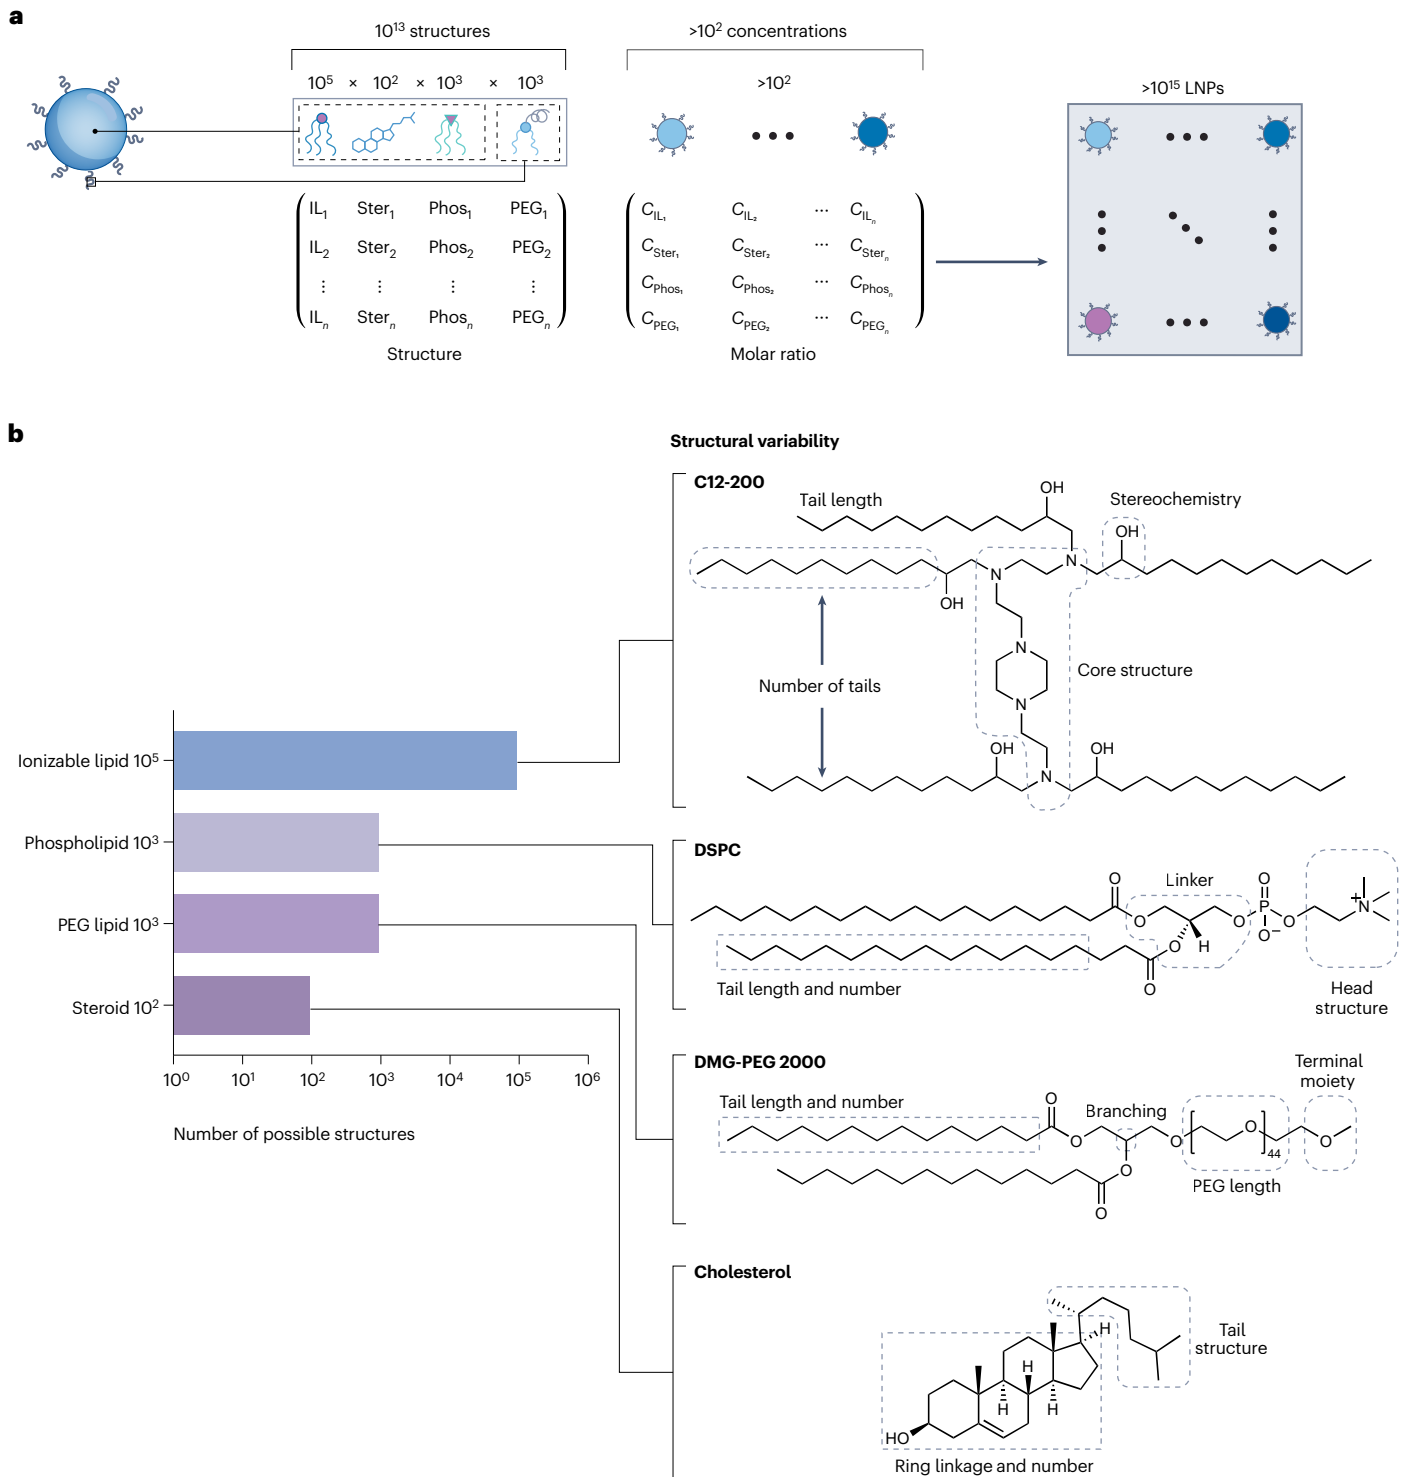 a
10¹³ structures
>10² concentrations
10⁵ × 10² × 10³ × 10³
>10²
>10¹⁵ LNPs
IL₁ Ster₁ Phos₁ PEG₁
IL₂ Ster₂ Phos₂ PEG₂
⋮ ⋮ ⋮ ⋮
ILₙ Sterₙ Phosₙ PEGₙ
Structure
C_IL₁ C_IL₂ ··· C_ILₙ
C_Ster₁ C_Ster₂ ··· C_Sterₙ
C_Phos₁ C_Phos₂ ··· C_Phosₙ
C_PEG₁ C_PEG₂ ··· C_PEGₙ
Molar ratio
b
Structural variability
C12-200
Tail length
OH
Stereochemistry
OH
N
N
OH
N
Number of tails
Core structure
N
OH
OH
N
Ionizable lipid 10⁵
Phospholipid 10³
PEG lipid 10³
Steroid 10²
10⁰ 10¹ 10² 10³ 10⁴ 10⁵ 10⁶
Number of possible structures
DSPC
O
Linker
O
O
O
P
O
N+
O
H
O⁻
O
Tail length and number
Head
structure
DMG-PEG 2000
Terminal
moiety
Tail length and number
O
Branching
O
O
O
44
O
O
PEG length
O
Cholesterol
H
Tail
structure
H
H
H
HO
Ring linkage and number